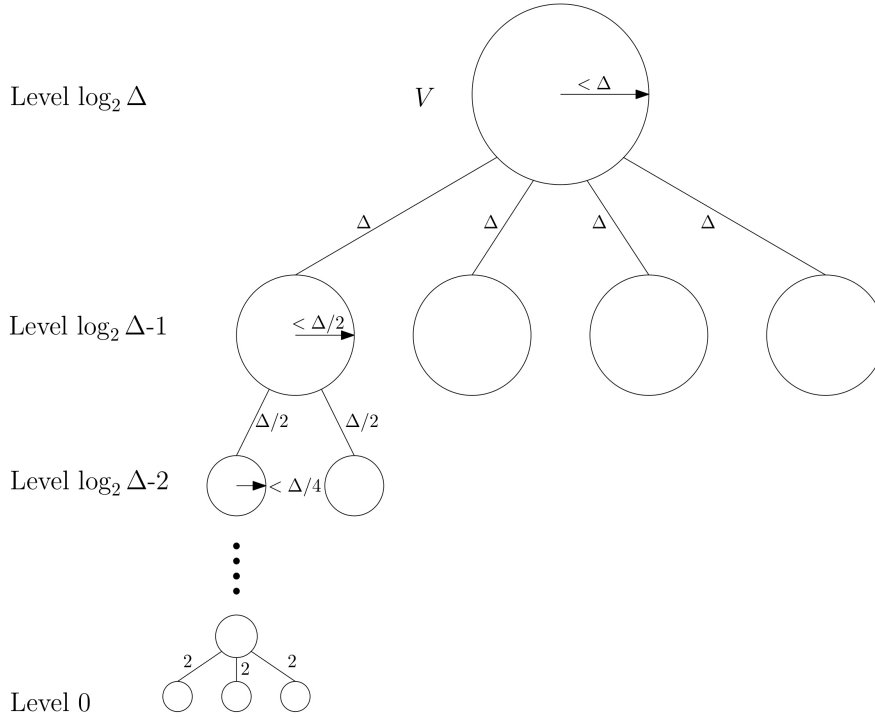 Level log₂ Δ
V
< Δ
Δ
Δ
Δ
Δ
Level log₂ Δ-1
< Δ/2
Δ/2
Δ/2
Level log₂ Δ-2
< Δ/4
2
2
2
Level 0